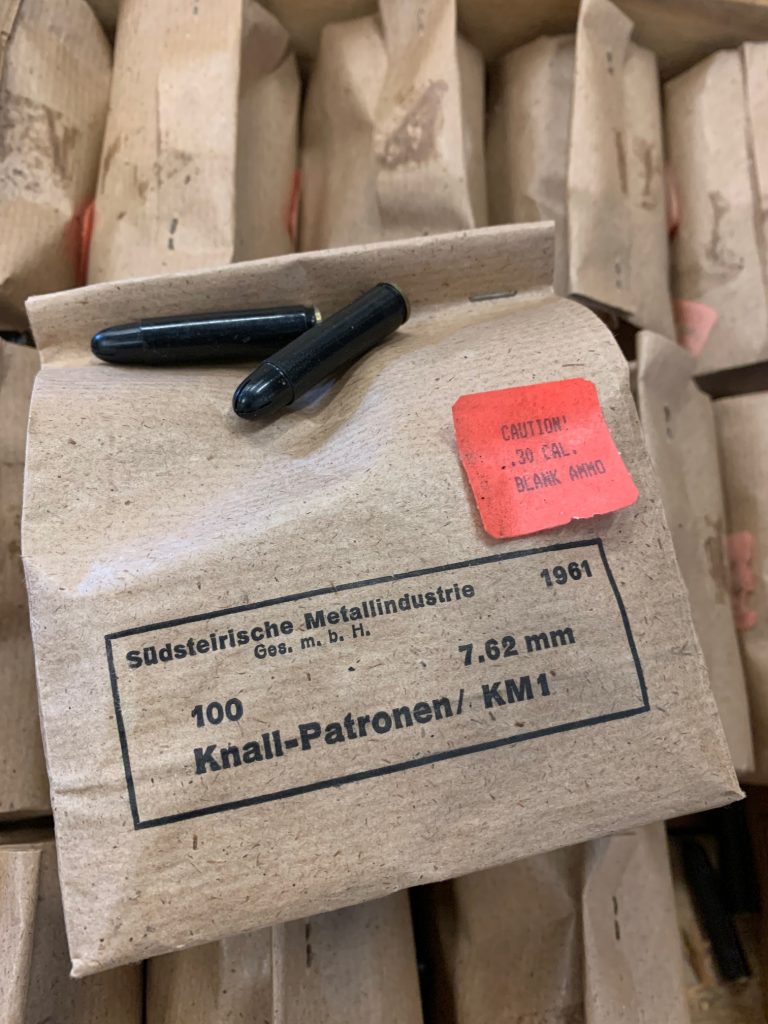 CAUTION!
.30 CAL.
BLANK AMMO
Südsteirische Metallindustrie 1961
Ges. m. b. H.
7.62 mm
100
Knall-Patronen/ KM1